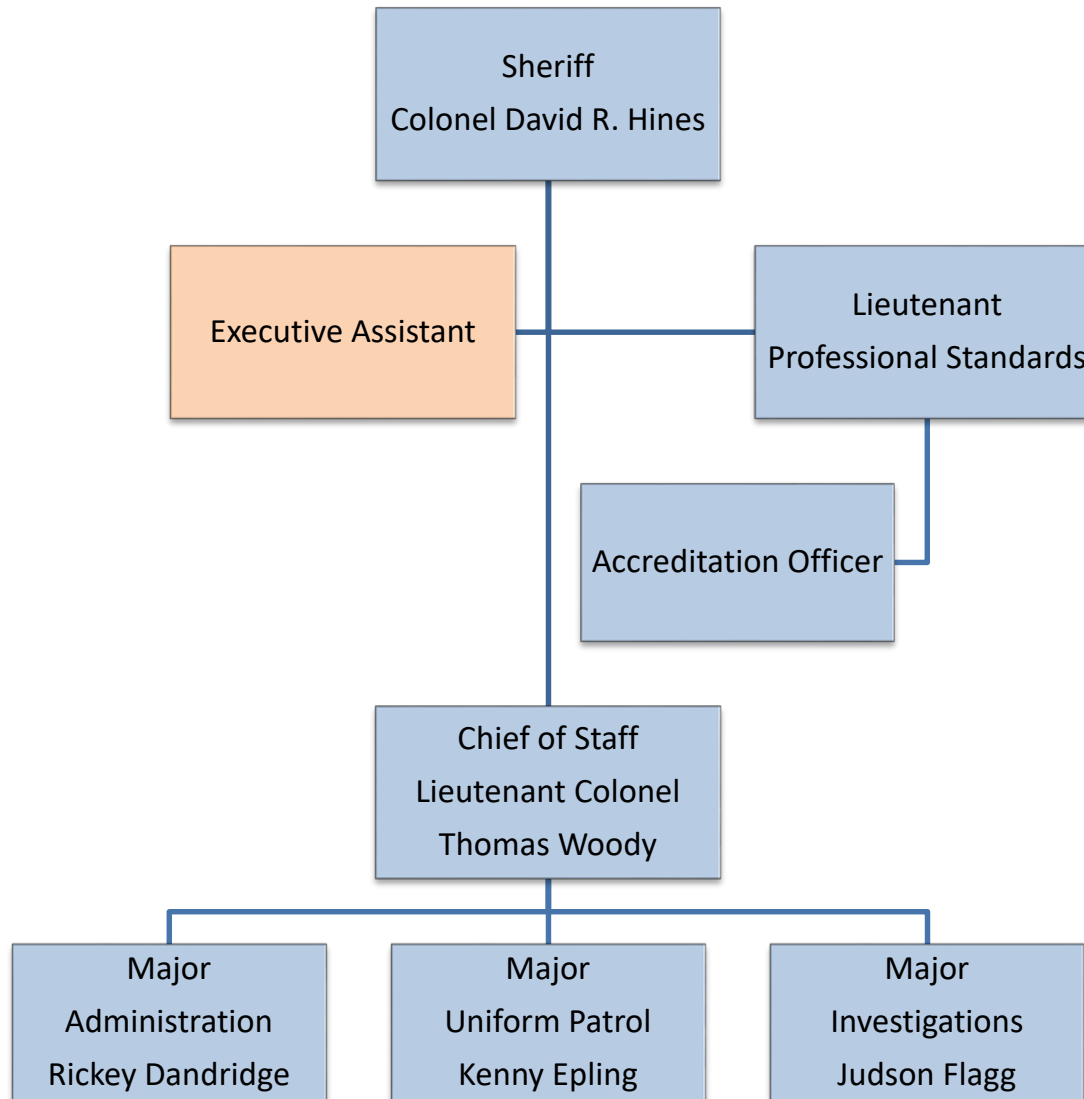 Sheriff
Colonel David R. Hines
Executive Assistant
Lieutenant
Professional Standards
Accreditation Officer
Chief of Staff
Lieutenant Colonel
Thomas Woody
Major
Administration
Rickey Dandridge
Major
Uniform Patrol
Kenny Epling
Major
Investigations
Judson Flagg